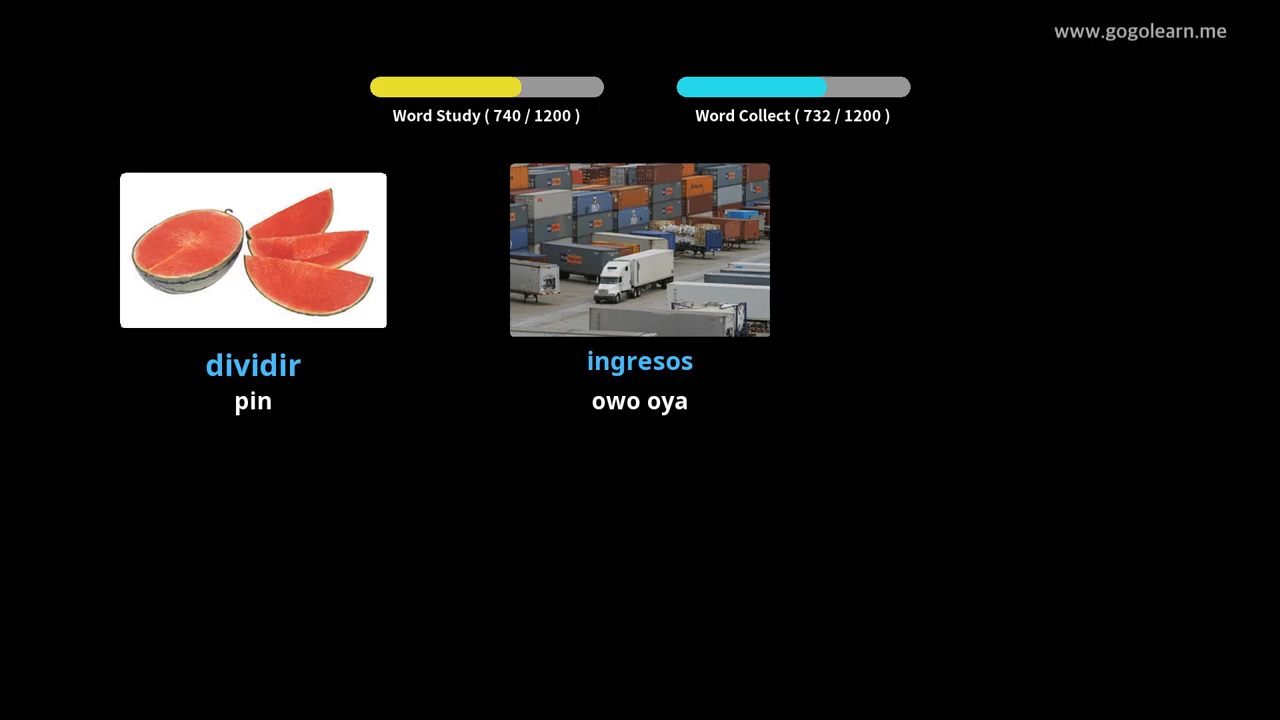 www.gogolearn.me
Word Study ( 740 / 1200 )
Word Collect ( 732 / 1200 )
dividir
pin
ingresos
owo oya